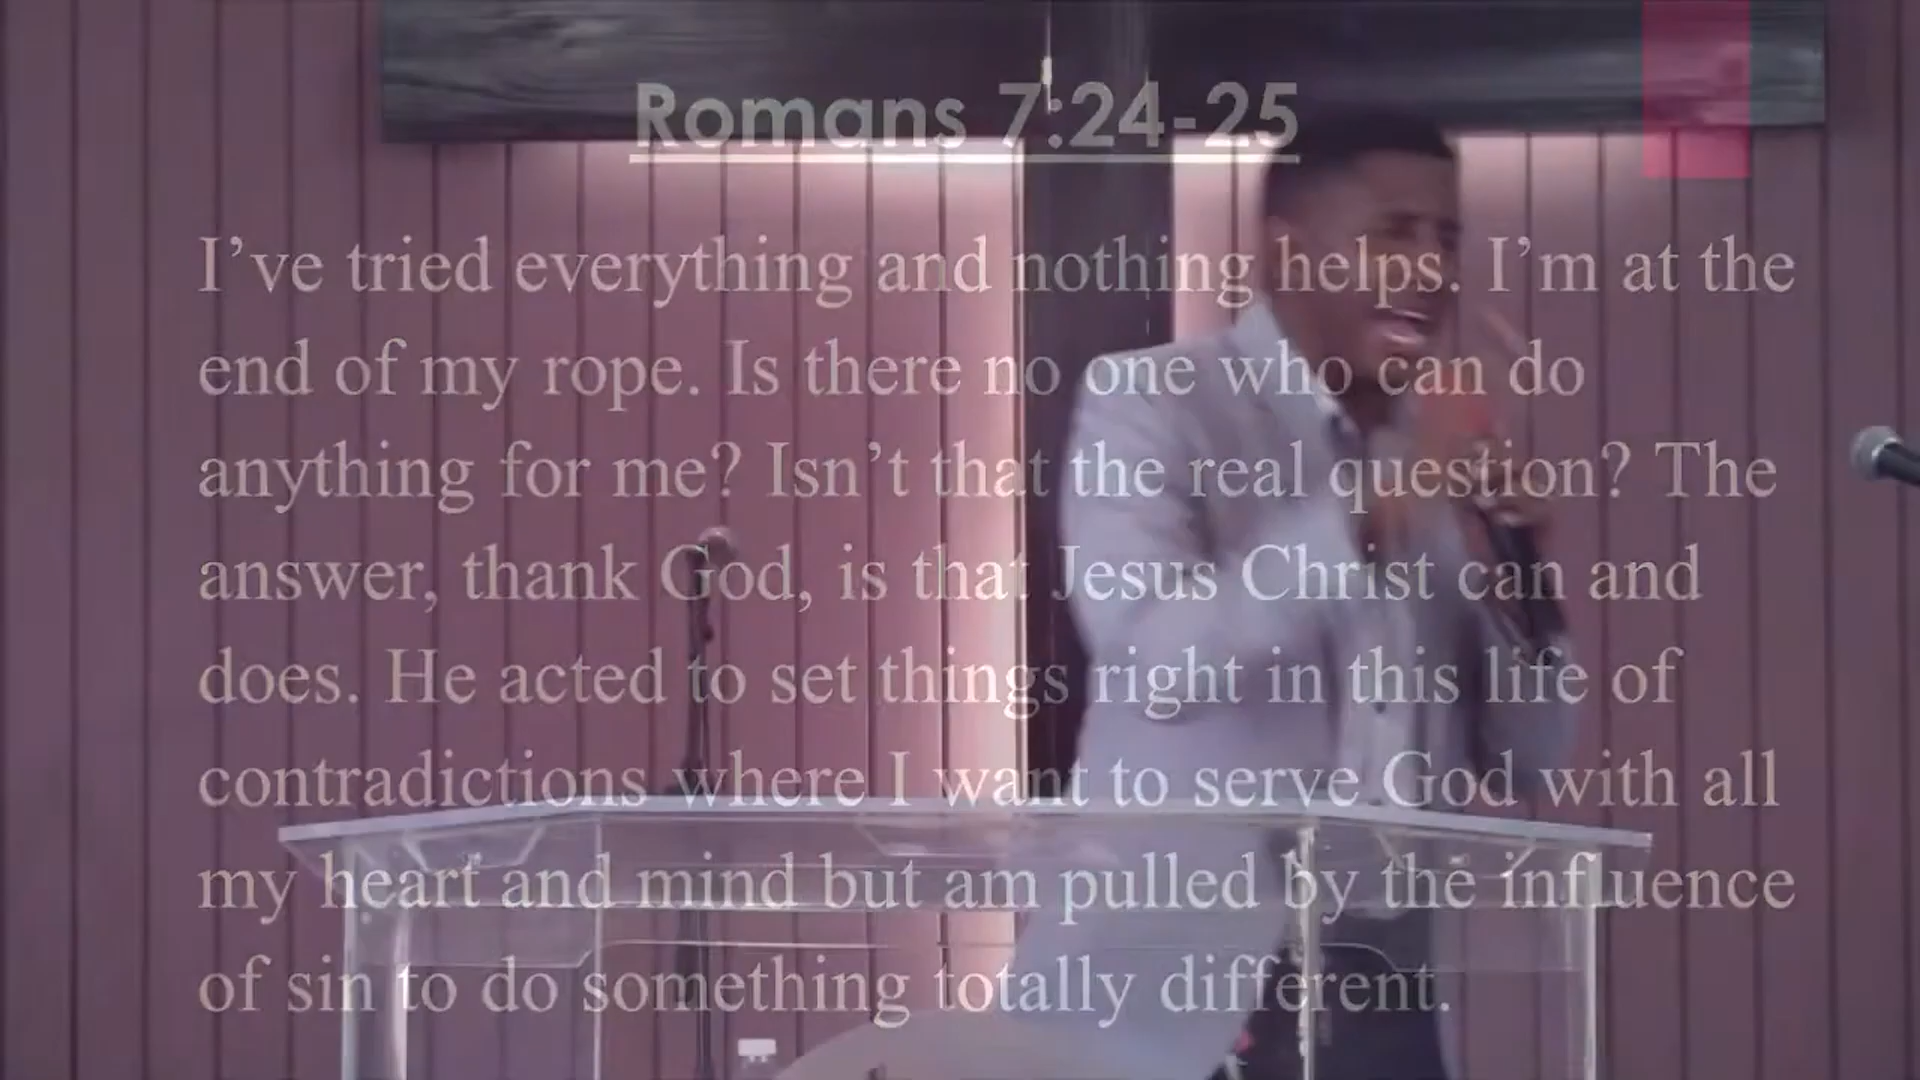 Romans 7:24-25
I’ve tried everything and nothing helps. I’m at the
end of my rope. Is there no one who can do
anything for me? Isn’t that the real question? The
answer, thank God, is that Jesus Christ can and
does. He acted to set things right in this life of
contradictions where I want to serve God with all
my heart and mind but am pulled by the influence
of sin to do something totally different.